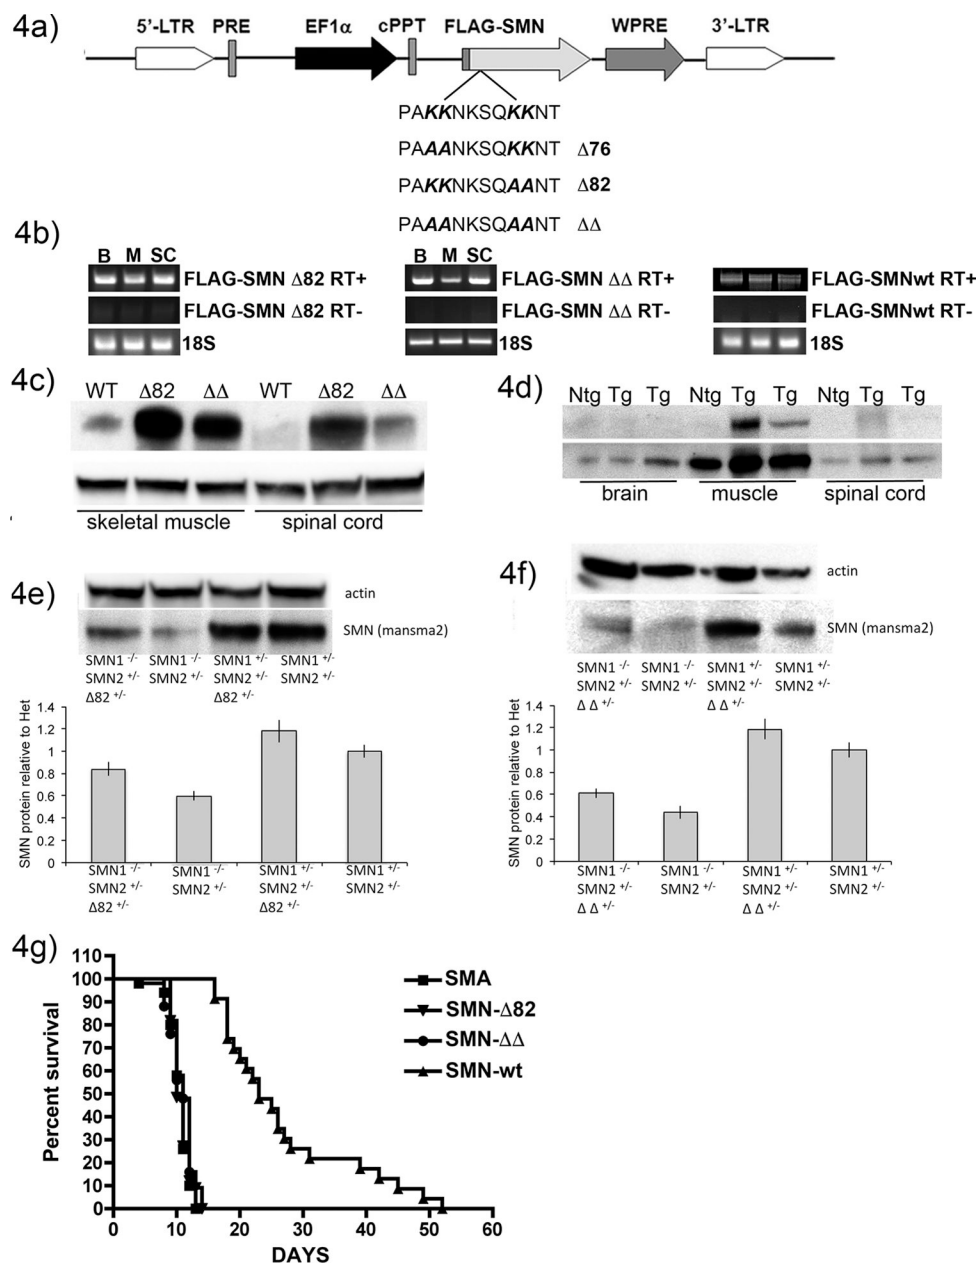 4a)
5'-LTR PRE EF1α cPPT FLAG-SMN WPRE 3'-LTR
PAKKNKSQKKNT
PAAANKSQKKNT Δ76
PAKKNKSQAANT Δ82
PAAANKSQAANT ΔΔ
4b)
B M SC
FLAG-SMN Δ82 RT+
FLAG-SMN Δ82 RT-
18S
B M SC
FLAG-SMN ΔΔ RT+
FLAG-SMN ΔΔ RT-
18S
FLAG-SMNwt RT+
FLAG-SMNwt RT-
18S
4c)
WT Δ82 ΔΔ WT Δ82 ΔΔ
skeletal muscle spinal cord
4d)
Ntg Tg Tg Ntg Tg Tg Ntg Tg Tg
brain muscle spinal cord
4e)
actin
SMN (mansma2)
SMN1 -/- SMN1 -/- SMN1 +/- SMN1 +/-
SMN2 +/- SMN2 +/- SMN2 +/- SMN2 +/-
Δ82 +/- Δ82 +/-
SMN protein relative to Het
1.4
1.2
1
0.8
0.6
0.4
0.2
0
SMN1 -/- SMN1 -/- SMN1 +/- SMN1 +/-
SMN2 +/- SMN2 +/- SMN2 +/- SMN2 +/-
Δ82 +/- Δ82 +/-
4f)
actin
SMN (mansma2)
SMN1 -/- SMN1 -/- SMN1 +/- SMN1 +/-
SMN2 +/- SMN2 +/- SMN2 +/- SMN2 +/-
Δ Δ +/- Δ Δ +/-
SMN protein relative to Het
1.4
1.2
1
0.8
0.6
0.4
0.2
0
SMN1 -/- SMN1 -/- SMN1 +/- SMN1 +/-
SMN2 +/- SMN2 +/- SMN2 +/- SMN2 +/-
Δ Δ +/- Δ Δ +/-
4g)
Percent survival
110
100
90
80
70
60
50
40
30
20
10
0
0 10 20 30 40 50 60
DAYS
SMA
SMN-Δ82
SMN-ΔΔ
SMN-wt